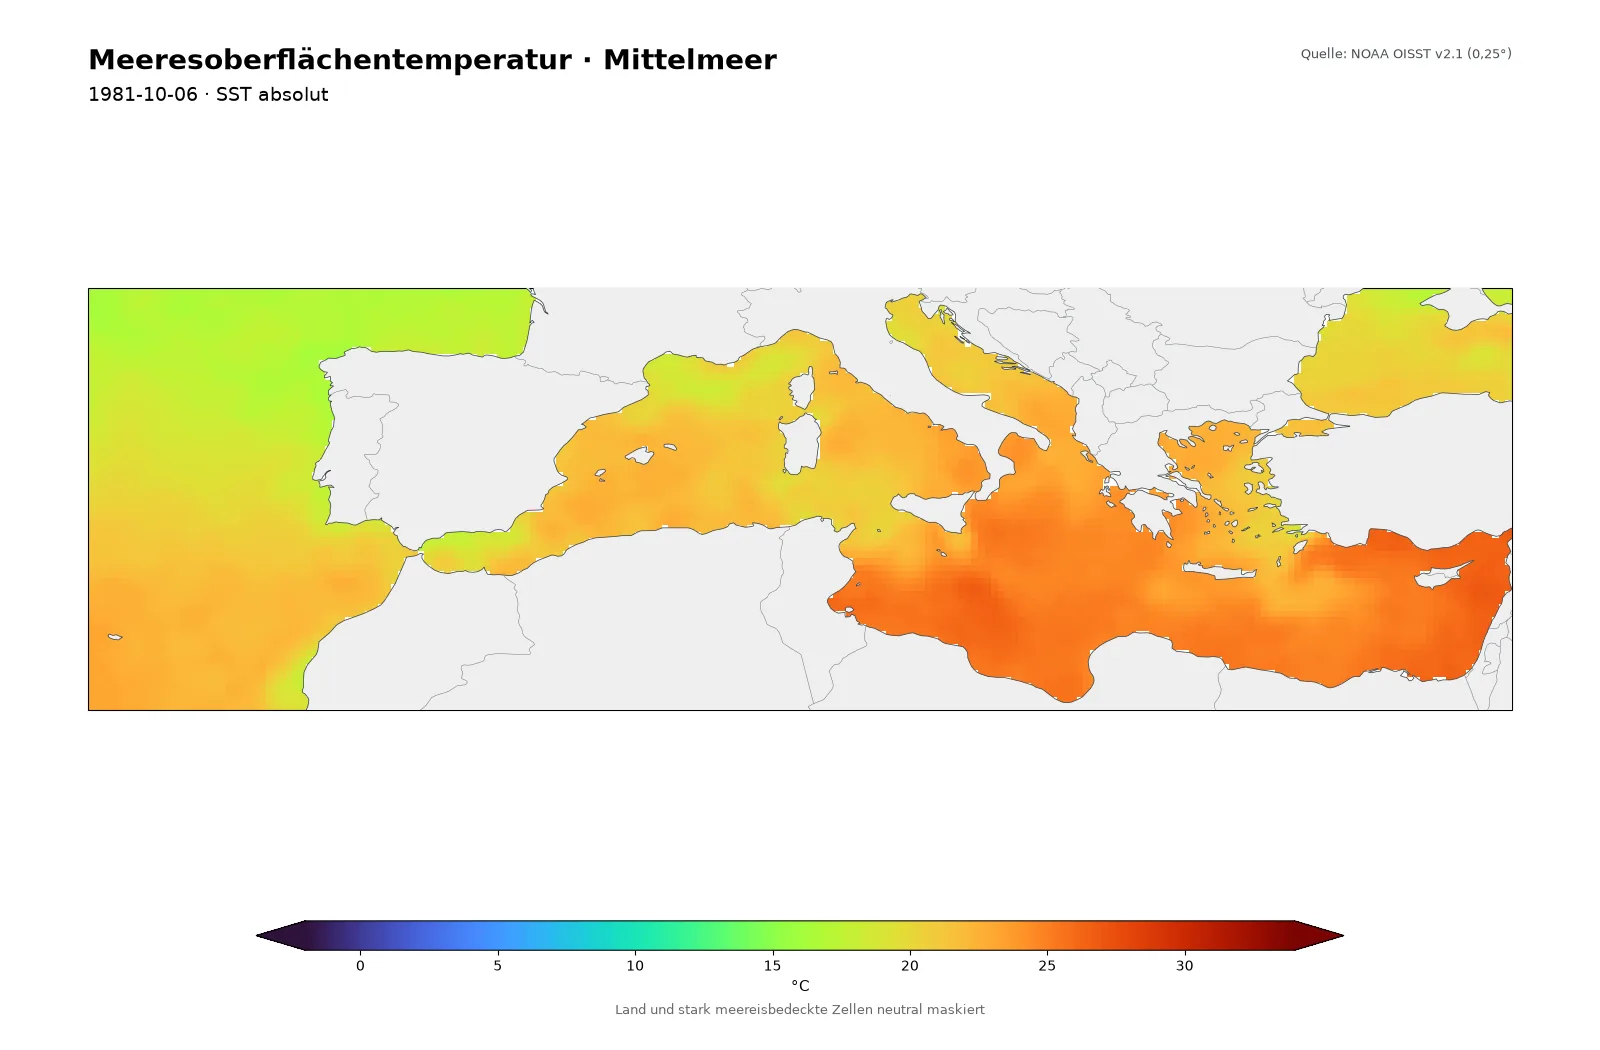 Meeresoberflächentemperatur · Mittelmeer
Quelle: NOAA OISST v2.1 (0,25°)
1981-10-06 · SST absolut
0 5 10 15 20 25 30
°C
Land und stark meereisbedeckte Zellen neutral maskiert